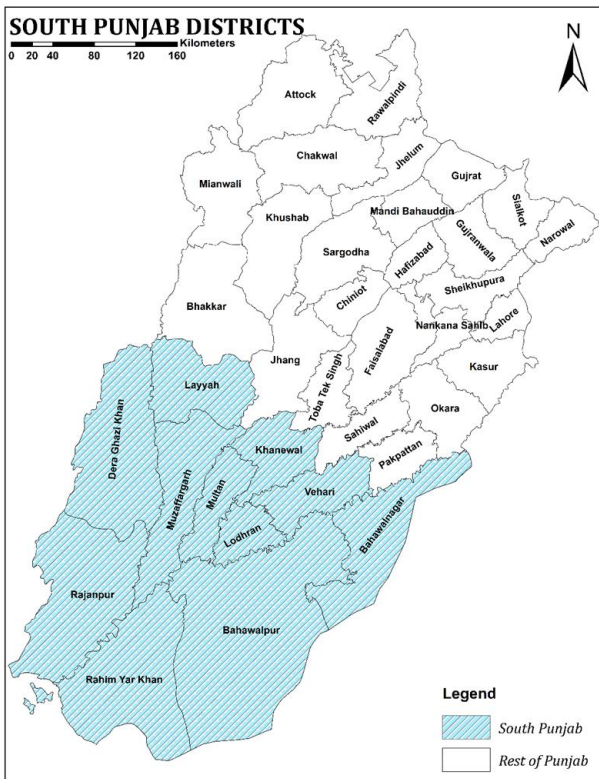 SOUTH PUNJAB DISTRICTS
Kilometers
0 20 40 80 120 160
N
Attock
Rawalpindi
Chakwal
Jhelum
Mianwali
Gujrat
Khushab
Mandi Bahauddin
Sialkot
Sargodha
Gujranwala
Narowal
Hafizabad
Sheikhupura
Chiniot
Bhakkar
Nankana Sahib
Lahore
Faisalabad
Jhang
Kasur
Toba Tek Singh
Layyah
Okara
Dera Ghazi Khan
Sahiwal
Khanewal
Pakpattan
Muzaffargarh
Multan
Vehari
Lodhran
Bahawalnagar
Rajanpur
Bahawalpur
Rahim Yar Khan
Legend
South Punjab
Rest of Punjab